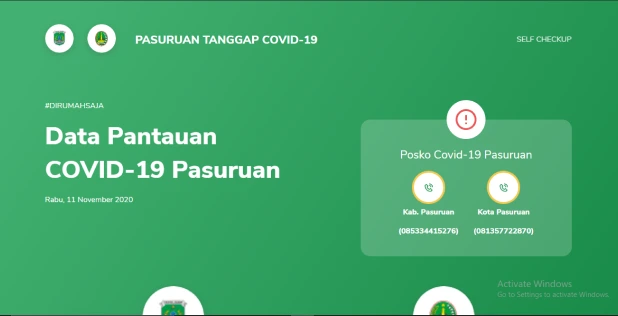 PASURUAN TANGGAP COVID-19
SELF CHECKUP
#DIRUMAHSAJA
Data Pantauan
COVID-19 Pasuruan
Rabu, 11 November 2020
Posko Covid-19 Pasuruan
Kab. Pasuruan
(085334415276)
Kota Pasuruan
(081357722870)
Activate Windows
Go to Settings to activate Windows.